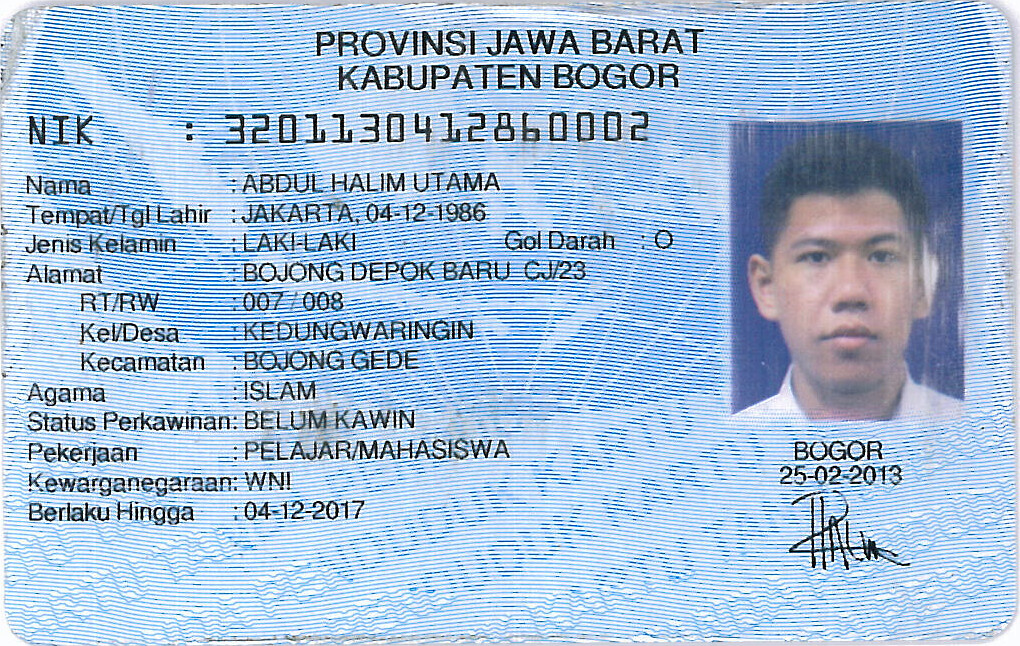 PROVINSI JAWA BARAT
KABUPATEN BOGOR
NIK : 3201130412860002
Nama : ABDUL HALIM UTAMA
Tempat/Tgl Lahir : JAKARTA, 04-12-1986
Jenis Kelamin : LAKI-LAKI Gol Darah : O
Alamat : BOJONG DEPOK BARU CJ/23
RT/RW : 007 / 008
Kel/Desa : KEDUNGWARINGIN
Kecamatan : BOJONG GEDE
Agama : ISLAM
Status Perkawinan: BELUM KAWIN
Pekerjaan : PELAJAR/MAHASISWA
Kewarganegaraan: WNI
Berlaku Hingga : 04-12-2017
BOGOR
25-02-2013